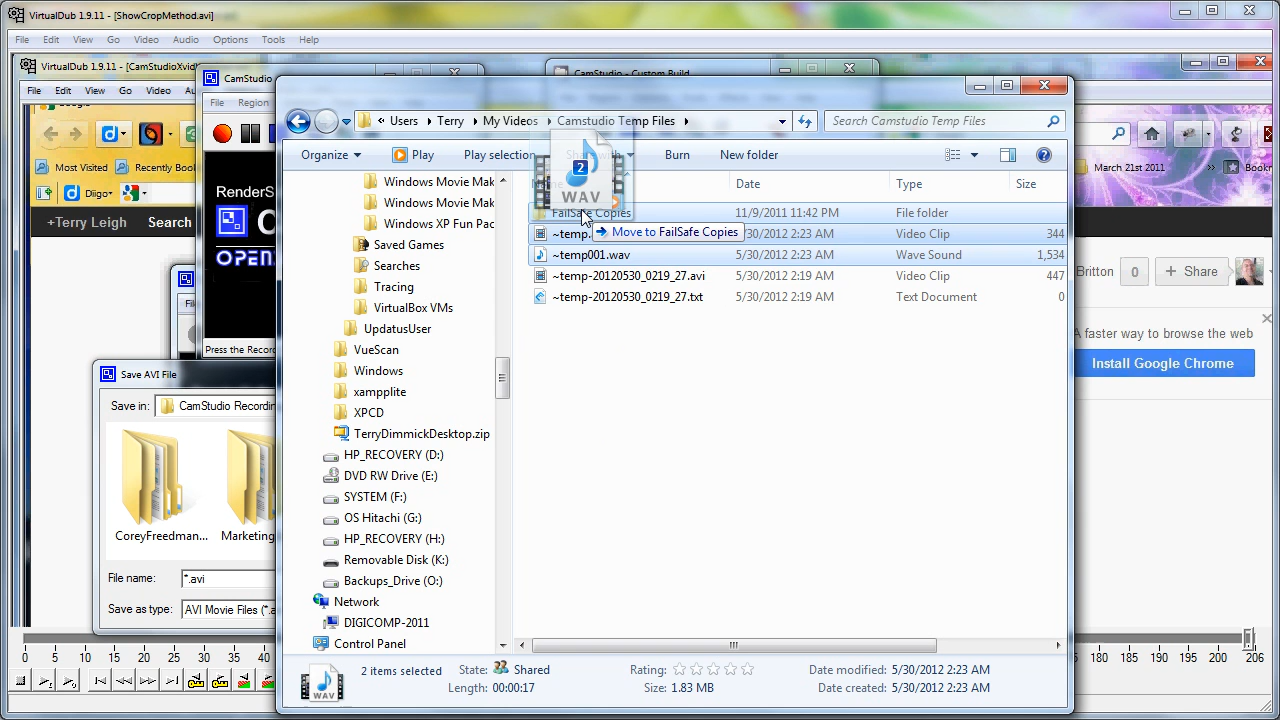 VirtualDub 1.9.11 - [ShowCropMethod.avi]
File Edit View Go Video Audio Options Tools Help
VirtualDub 1.9.11 - [CamStudioXvid
File Edit View Go Video
CamStudio
CamStudio - Custom Build
File Region
Users Terry My Video Camstudio Temp Files
Search Camstudio Temp Files
Organize Play Play selection Share with Burn New folder
Most Visited Recently Book
March 21st 2011 » Bookr
Diigo
+Terry Leigh Search
Windows Movie Mak
Windows Movie Mak
Windows XP Fun Pac
Saved Games
Searches
Tracing
VirtualBox VMs
UpdatusUser
VueScan
Windows
xampplite
XPCD
TerryDimmickDesktop.zip
HP_RECOVERY (D:)
DVD RW Drive (E:)
SYSTEM (F:)
OS Hitachi (G:)
HP_RECOVERY (H:)
Removable Disk (K:)
Backups_Drive (O:)
Network
DIGICOMP-2011
Control Panel
Date Type Size
FailSafe Copies 11/9/2011 11:42 PM File folder
~temp. 5/30/2012 2:23 AM Video Clip 344
2
WAV
Move to FailSafe Copies
~temp001.wav 5/30/2012 2:23 AM Wave Sound 1,534
~temp-20120530_0219_27.avi 5/30/2012 2:19 AM Video Clip 447
~temp-20120530_0219_27.txt 5/30/2012 2:19 AM Text Document 0
RenderS
OPEN
Press the Record
File
Britton 0 + Share
A faster way to browse the web
Install Google Chrome
Save AVI File
Save in: CamStudio Recordin
CoreyFreedman... Marketing
File name: *.avi
Save as type: AVI Movie Files (*.a
WAV
2 items selected State: Shared Rating: Date modified: 5/30/2012 2:23 AM
Length: 00:00:17 Size: 1.83 MB Date created: 5/30/2012 2:23 AM
0 5 10 15 20 25 30 35 40 180 185 190 195 200 206